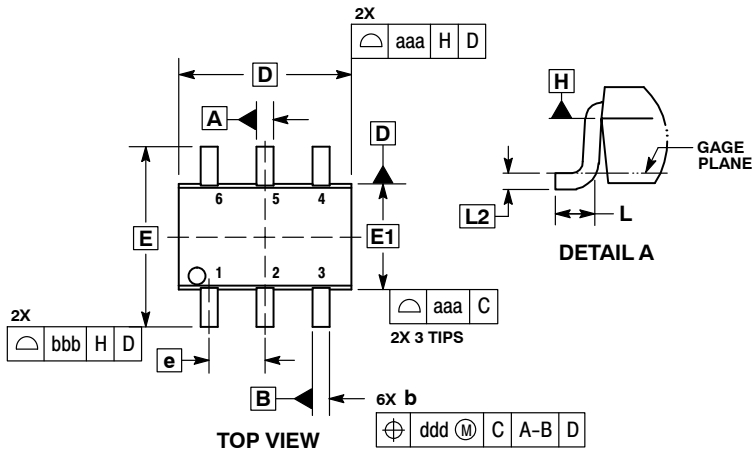 2X
aaa H D
D
A
D
H
GAGE
PLANE
6 5 4
E
E1
L2
L
DETAIL A
1 2 3
aaa C
2X 3 TIPS
2X
bbb H D
e
B
6X b
ddd Ⓜ C A–B D
TOP VIEW